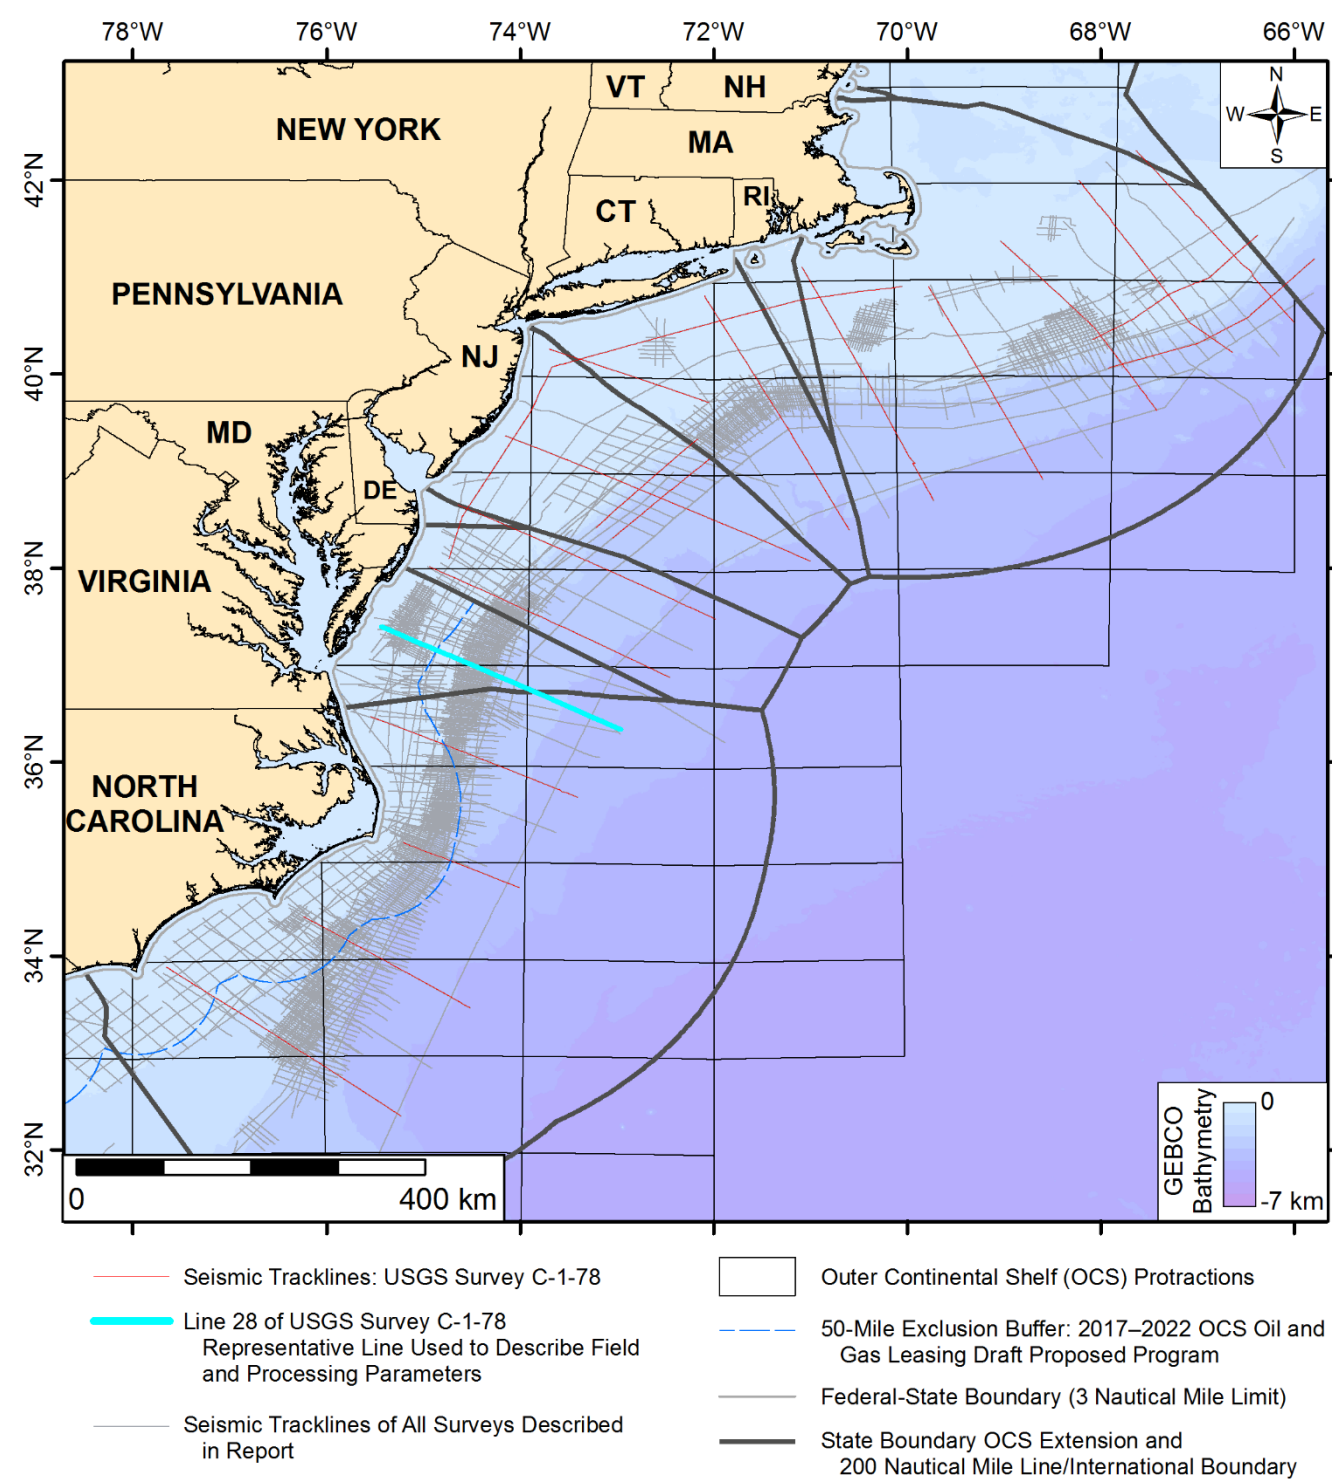 78°W 76°W 74°W 72°W 70°W 68°W 66°W
N
W E
S
VT NH
NEW YORK
MA
42°N
RI
CT
PENNSYLVANIA
NJ
40°N
MD
DE
38°N
VIRGINIA
36°N
NORTH
CAROLINA
34°N
32°N
0 400 km
GEBCO
Bathymetry
0
-7 km
Seismic Tracklines: USGS Survey C-1-78
Line 28 of USGS Survey C-1-78
Representative Line Used to Describe Field
and Processing Parameters
Seismic Tracklines of All Surveys Described
in Report
Outer Continental Shelf (OCS) Protractions
50-Mile Exclusion Buffer: 2017–2022 OCS Oil and
Gas Leasing Draft Proposed Program
Federal-State Boundary (3 Nautical Mile Limit)
State Boundary OCS Extension and
200 Nautical Mile Line/International Boundary